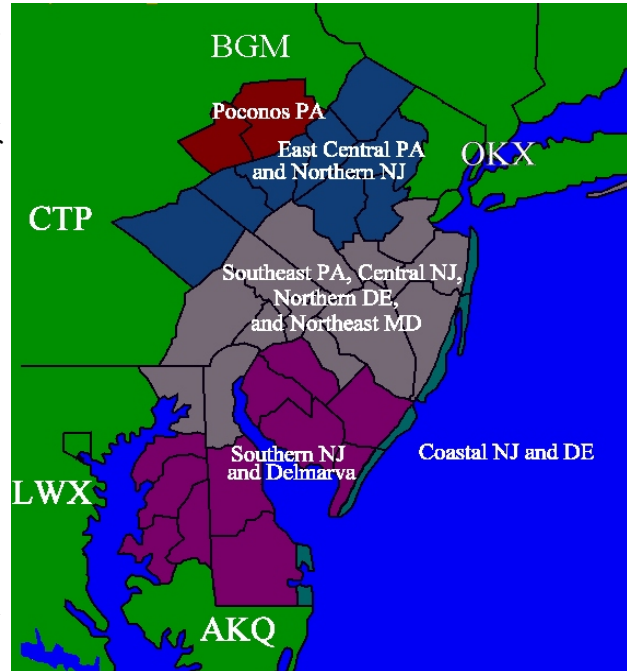 BGM
Poconos PA
East Central PA
and Northern NJ
OKX
CTP
Southeast PA, Central NJ,
Northern DE,
and Northeast MD
Southern NJ
and Delmarva
Coastal NJ and DE
LWX
AKQ